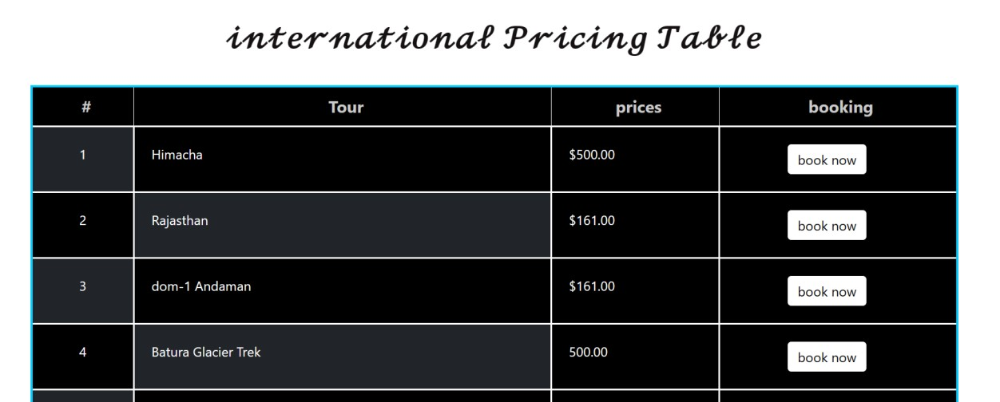 international Pricing Table
# Tour prices booking
1 Himacha $500.00 book now
2 Rajasthan $161.00 book now
3 dom-1 Andaman $161.00 book now
4 Batura Glacier Trek 500.00 book now